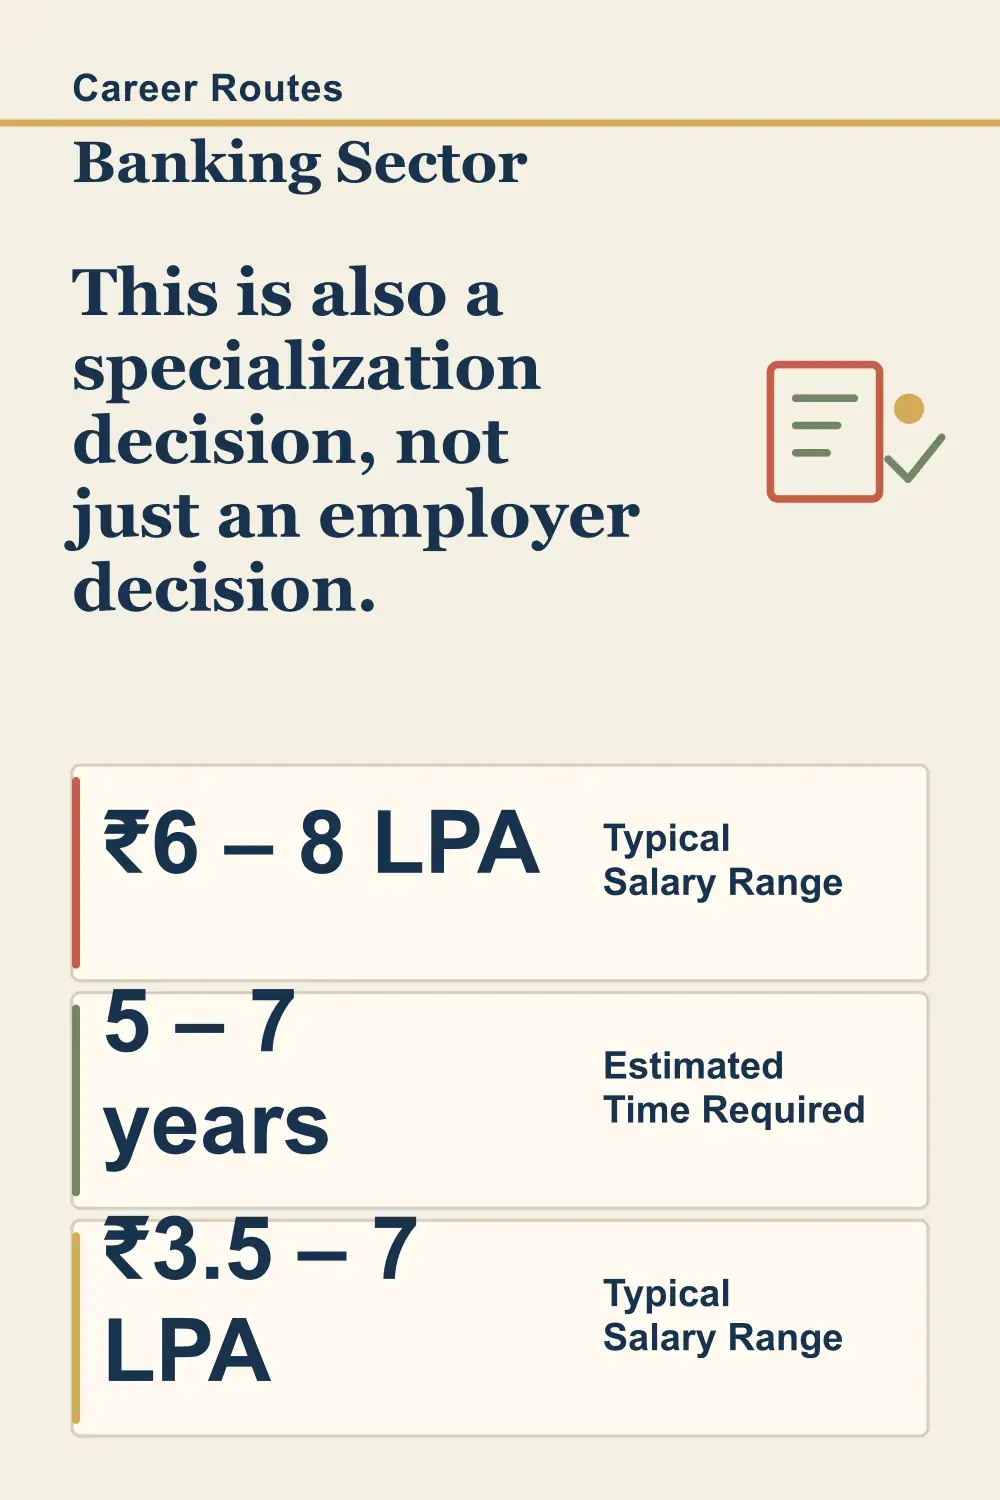 Career Routes
Banking Sector
This is also a
specialization
decision, not
just an employer
decision.
₹6 – 8 LPA
Typical
Salary Range
5 – 7
years
Estimated
Time Required
₹3.5 – 7
LPA
Typical
Salary Range